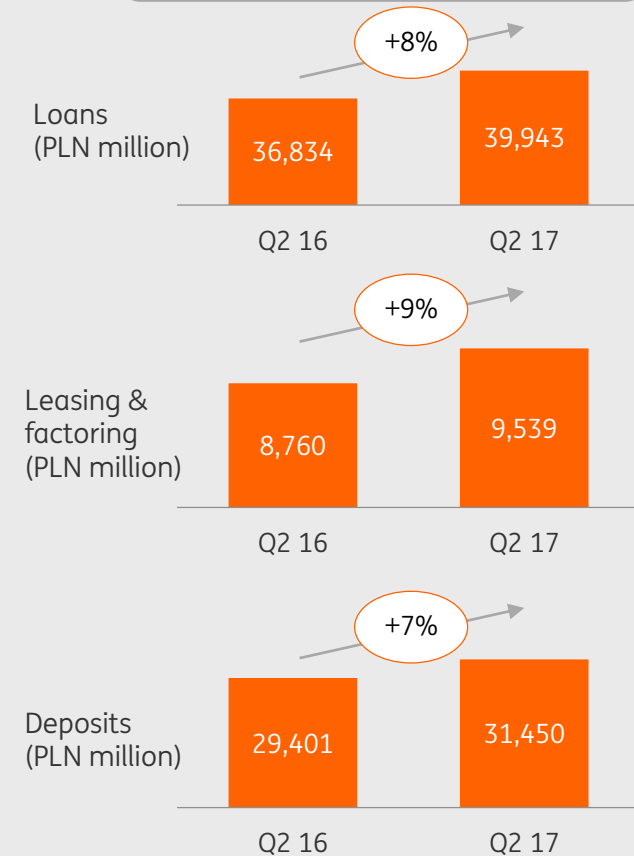 +8%
Loans
(PLN million)
36,834
39,943
Q2 16
Q2 17
+9%
Leasing &
factoring
(PLN million)
8,760
9,539
Q2 16
Q2 17
+7%
Deposits
(PLN million)
29,401
31,450
Q2 16
Q2 17